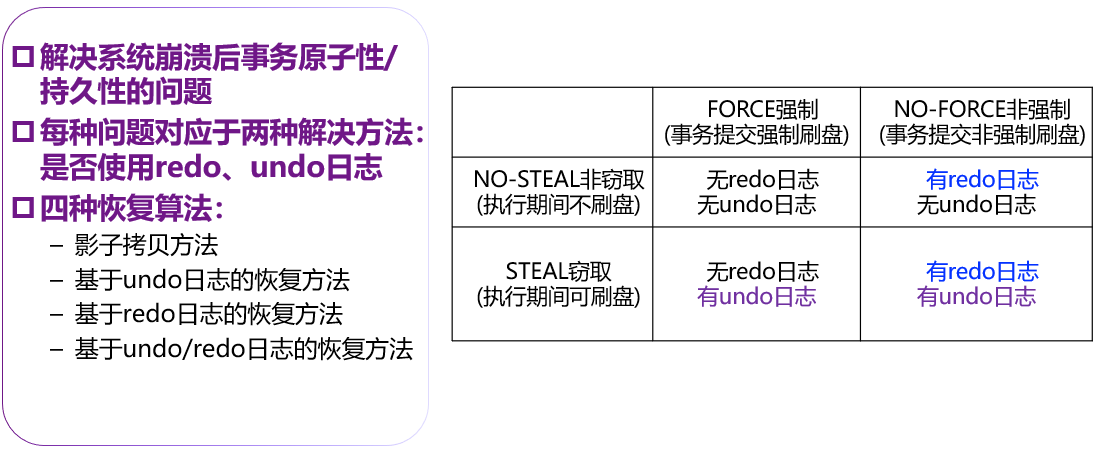 解决系统崩溃后事务原子性/
持久性的问题
每种问题对应于两种解决方法：
是否使用redo、undo日志
四种恢复算法：
– 影子拷贝方法
– 基于undo日志的恢复方法
– 基于redo日志的恢复方法
– 基于undo/redo日志的恢复方法
FORCE强制
(事务提交强制刷盘)
NO-FORCE非强制
(事务提交非强制刷盘)
NO-STEAL非窃取
(执行期间不刷盘)
无redo日志
无undo日志
有redo日志
无undo日志
STEAL窃取
(执行期间可刷盘)
无redo日志
有undo日志
有redo日志
有undo日志